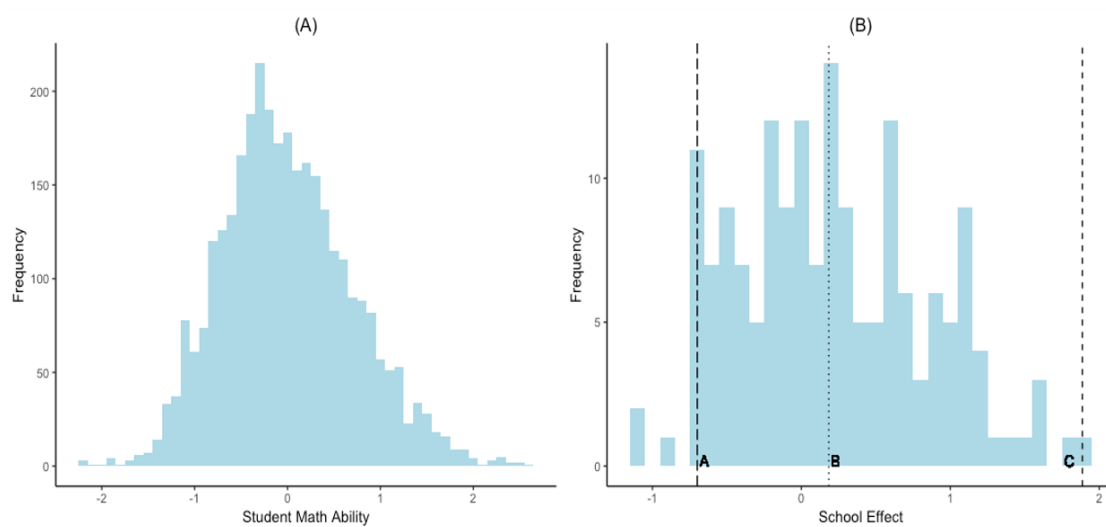 (A)
200
150
100
50
0
Frequency
-2 -1 0 1 2
Student Math Ability
(B)
10
5
0
Frequency
A B C
-1 0 1 2
School Effect